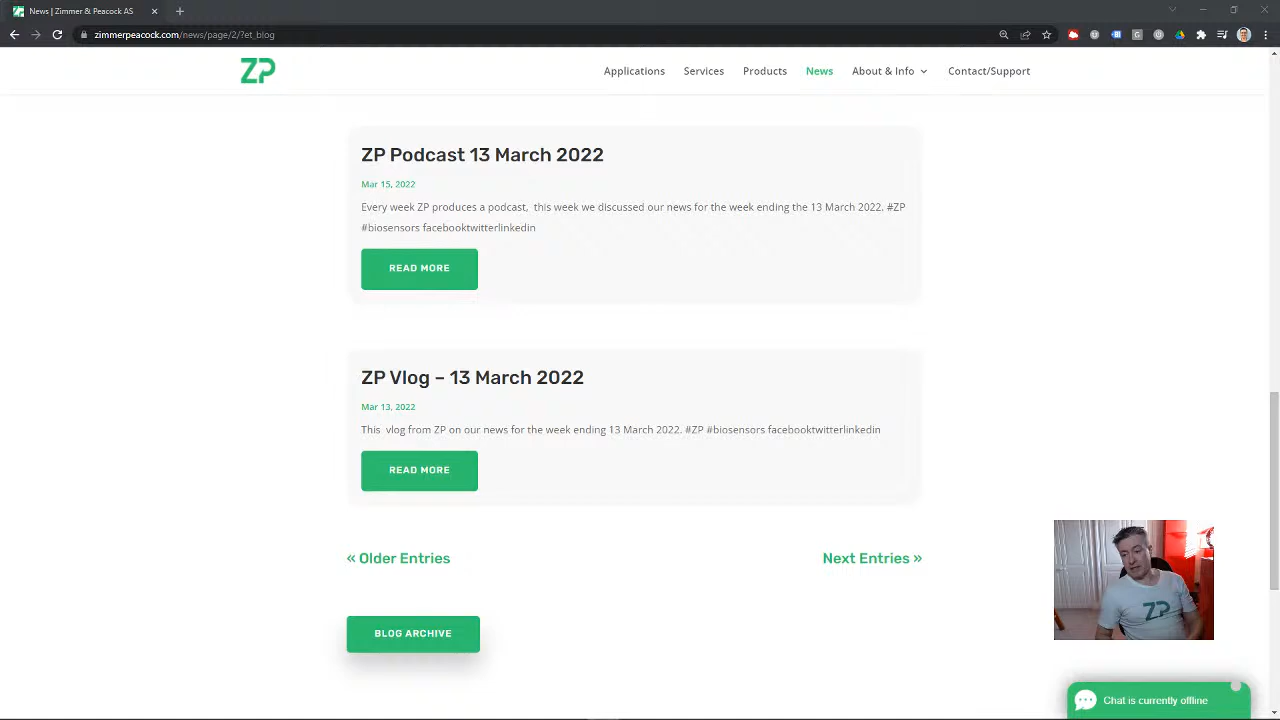 News | Zimmer & Peacock AS
zimmerpeacock.com/news/page/2/?et_blog
ZP
Applications
Services
Products
News
About & Info
Contact/Support
ZP Podcast 13 March 2022
Mar 15, 2022
Every week ZP produces a podcast, this week we discussed our news for the week ending the 13 March 2022. #ZP
#biosensors facebooktwitterlinkedin
READ MORE
ZP Vlog – 13 March 2022
Mar 13, 2022
This vlog from ZP on our news for the week ending 13 March 2022. #ZP #biosensors facebooktwitterlinkedin
READ MORE
« Older Entries
Next Entries »
BLOG ARCHIVE
ZP
Chat is currently offline